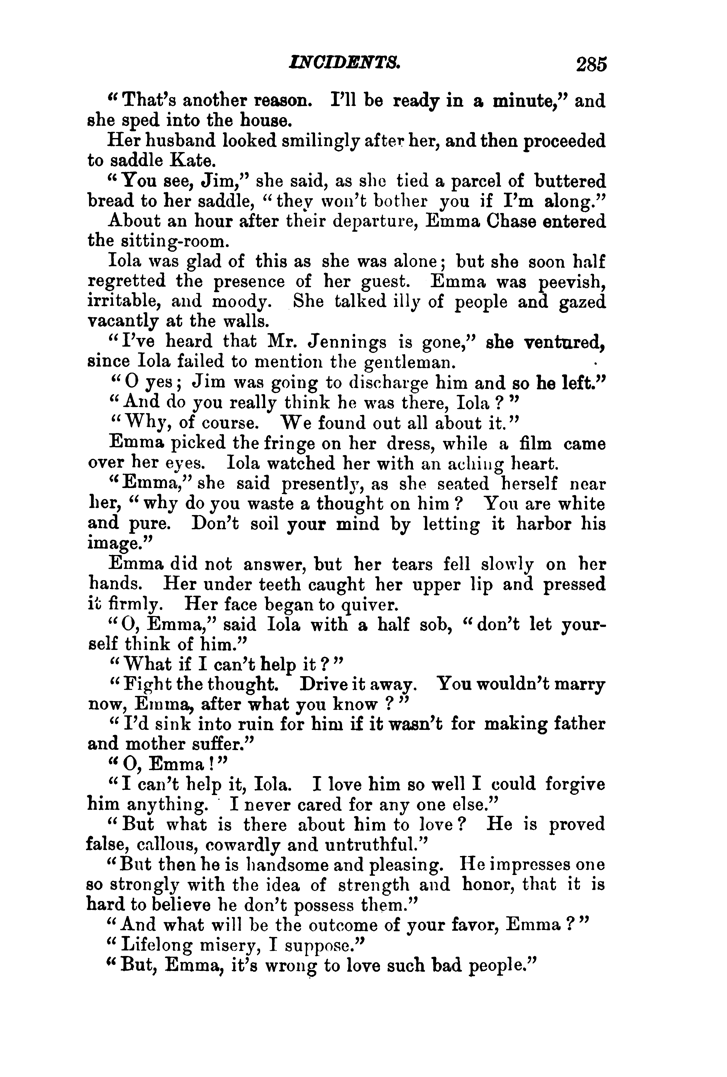 INCIDENTS. 285
“That’s another reason. I’ll be ready in a minute,” and
she sped into the house.
Her husband looked smilingly after her, and then proceeded
to saddle Kate.
“You see, Jim,” she said, as she tied a parcel of buttered
bread to her saddle, “they won’t bother you if I’m along.”
About an hour after their departure, Emma Chase entered
the sitting-room.
Iola was glad of this as she was alone; but she soon half
regretted the presence of her guest. Emma was peevish,
irritable, and moody. She talked illy of people and gazed
vacantly at the walls.
“I’ve heard that Mr. Jennings is gone,” she ventured,
since Iola failed to mention the gentleman.
“O yes; Jim was going to discharge him and so he left.”
“And do you really think he was there, Iola?”
“Why, of course. We found out all about it.”
Emma picked the fringe on her dress, while a film came
over her eyes. Iola watched her with an aching heart.
“Emma,” she said presently, as she seated herself near
her, “why do you waste a thought on him? You are white
and pure. Don’t soil your mind by letting it harbor his
image.”
Emma did not answer, but her tears fell slowly on her
hands. Her under teeth caught her upper lip and pressed
it firmly. Her face began to quiver.
“O, Emma,” said Iola with a half sob, “don’t let your-
self think of him.”
“What if I can’t help it?”
“Fight the thought. Drive it away. You wouldn’t marry
now, Emma, after what you know?”
“I’d sink into ruin for him if it wasn’t for making father
and mother suffer.”
“O, Emma!”
“I can’t help it, Iola. I love him so well I could forgive
him anything. I never cared for any one else.”
“But what is there about him to love? He is proved
false, callous, cowardly and untruthful.”
“But then he is handsome and pleasing. He impresses one
so strongly with the idea of strength and honor, that it is
hard to believe he don’t possess them.”
“And what will be the outcome of your favor, Emma?”
“Lifelong misery, I suppose.”
“But, Emma, it’s wrong to love such bad people.”